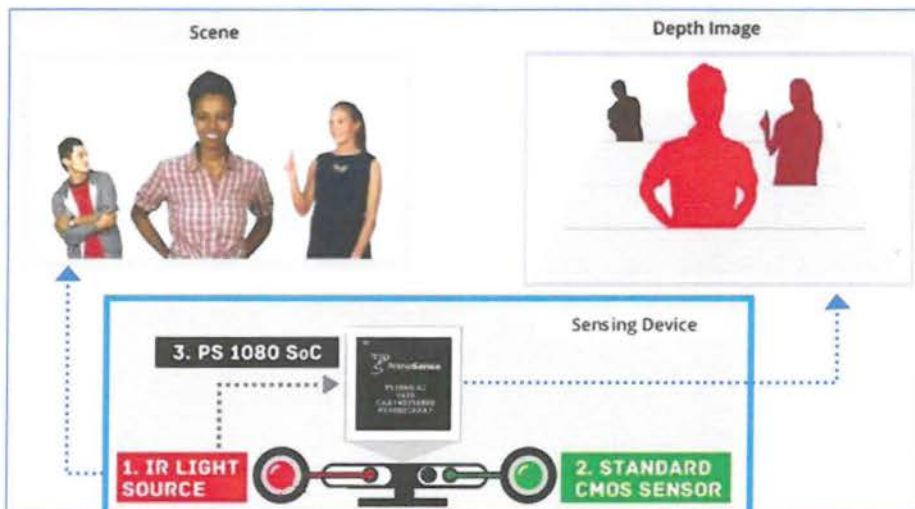 Scene
Depth Image
Sensing Device
3. PS 1080 SoC
PrimeSense
1. IR LIGHT
SOURCE
2. STANDARD
CMOS SENSOR